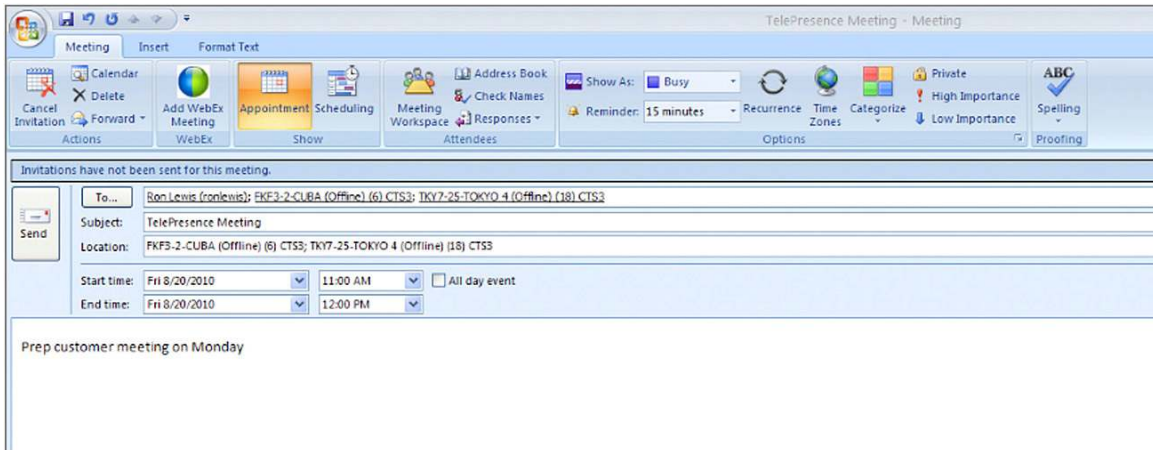 TelePresence Meeting - Meeting
Meeting Insert Format Text
Calendar
Delete
Forward
Cancel Invitation
Actions
Add WebEx Meeting
WebEx
Appointment Scheduling
Show
Meeting Workspace
Address Book
Check Names
Responses
Attendees
Show As: Busy
Reminder: 15 minutes
Recurrence
Time Zones
Categorize
Private
High Importance
Low Importance
Options
ABC
Spelling
Proofing
Invitations have not been sent for this meeting.
Send
To... Ron Lewis (ronlewis); FKF3-2-CUBA (Offline) (6) CTS3; TKY7-25-TOKYO 4 (Offline) (18) CTS3
Subject: TelePresence Meeting
Location: FKF3-2-CUBA (Offline) (6) CTS3; TKY7-25-TOKYO 4 (Offline) (18) CTS3
Start time: Fri 8/20/2010 11:00 AM All day event
End time: Fri 8/20/2010 12:00 PM
Prep customer meeting on Monday